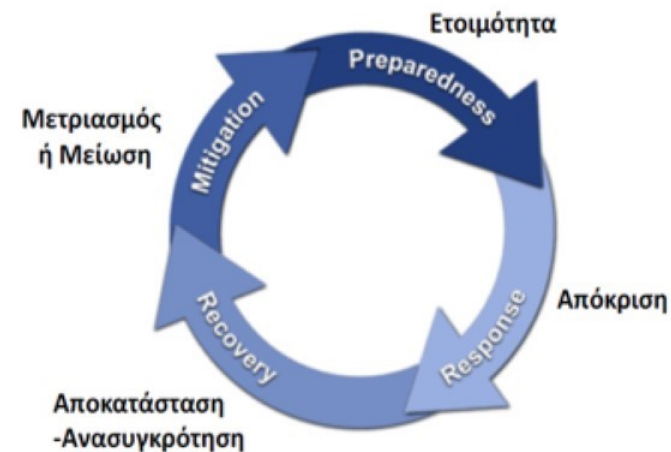 Ετοιμότητα
Preparedness
Μετριασμός
ή Μείωση
Mitigation
Απόκριση
Response
Recovery
Αποκατάσταση
-Ανασυγκρότηση